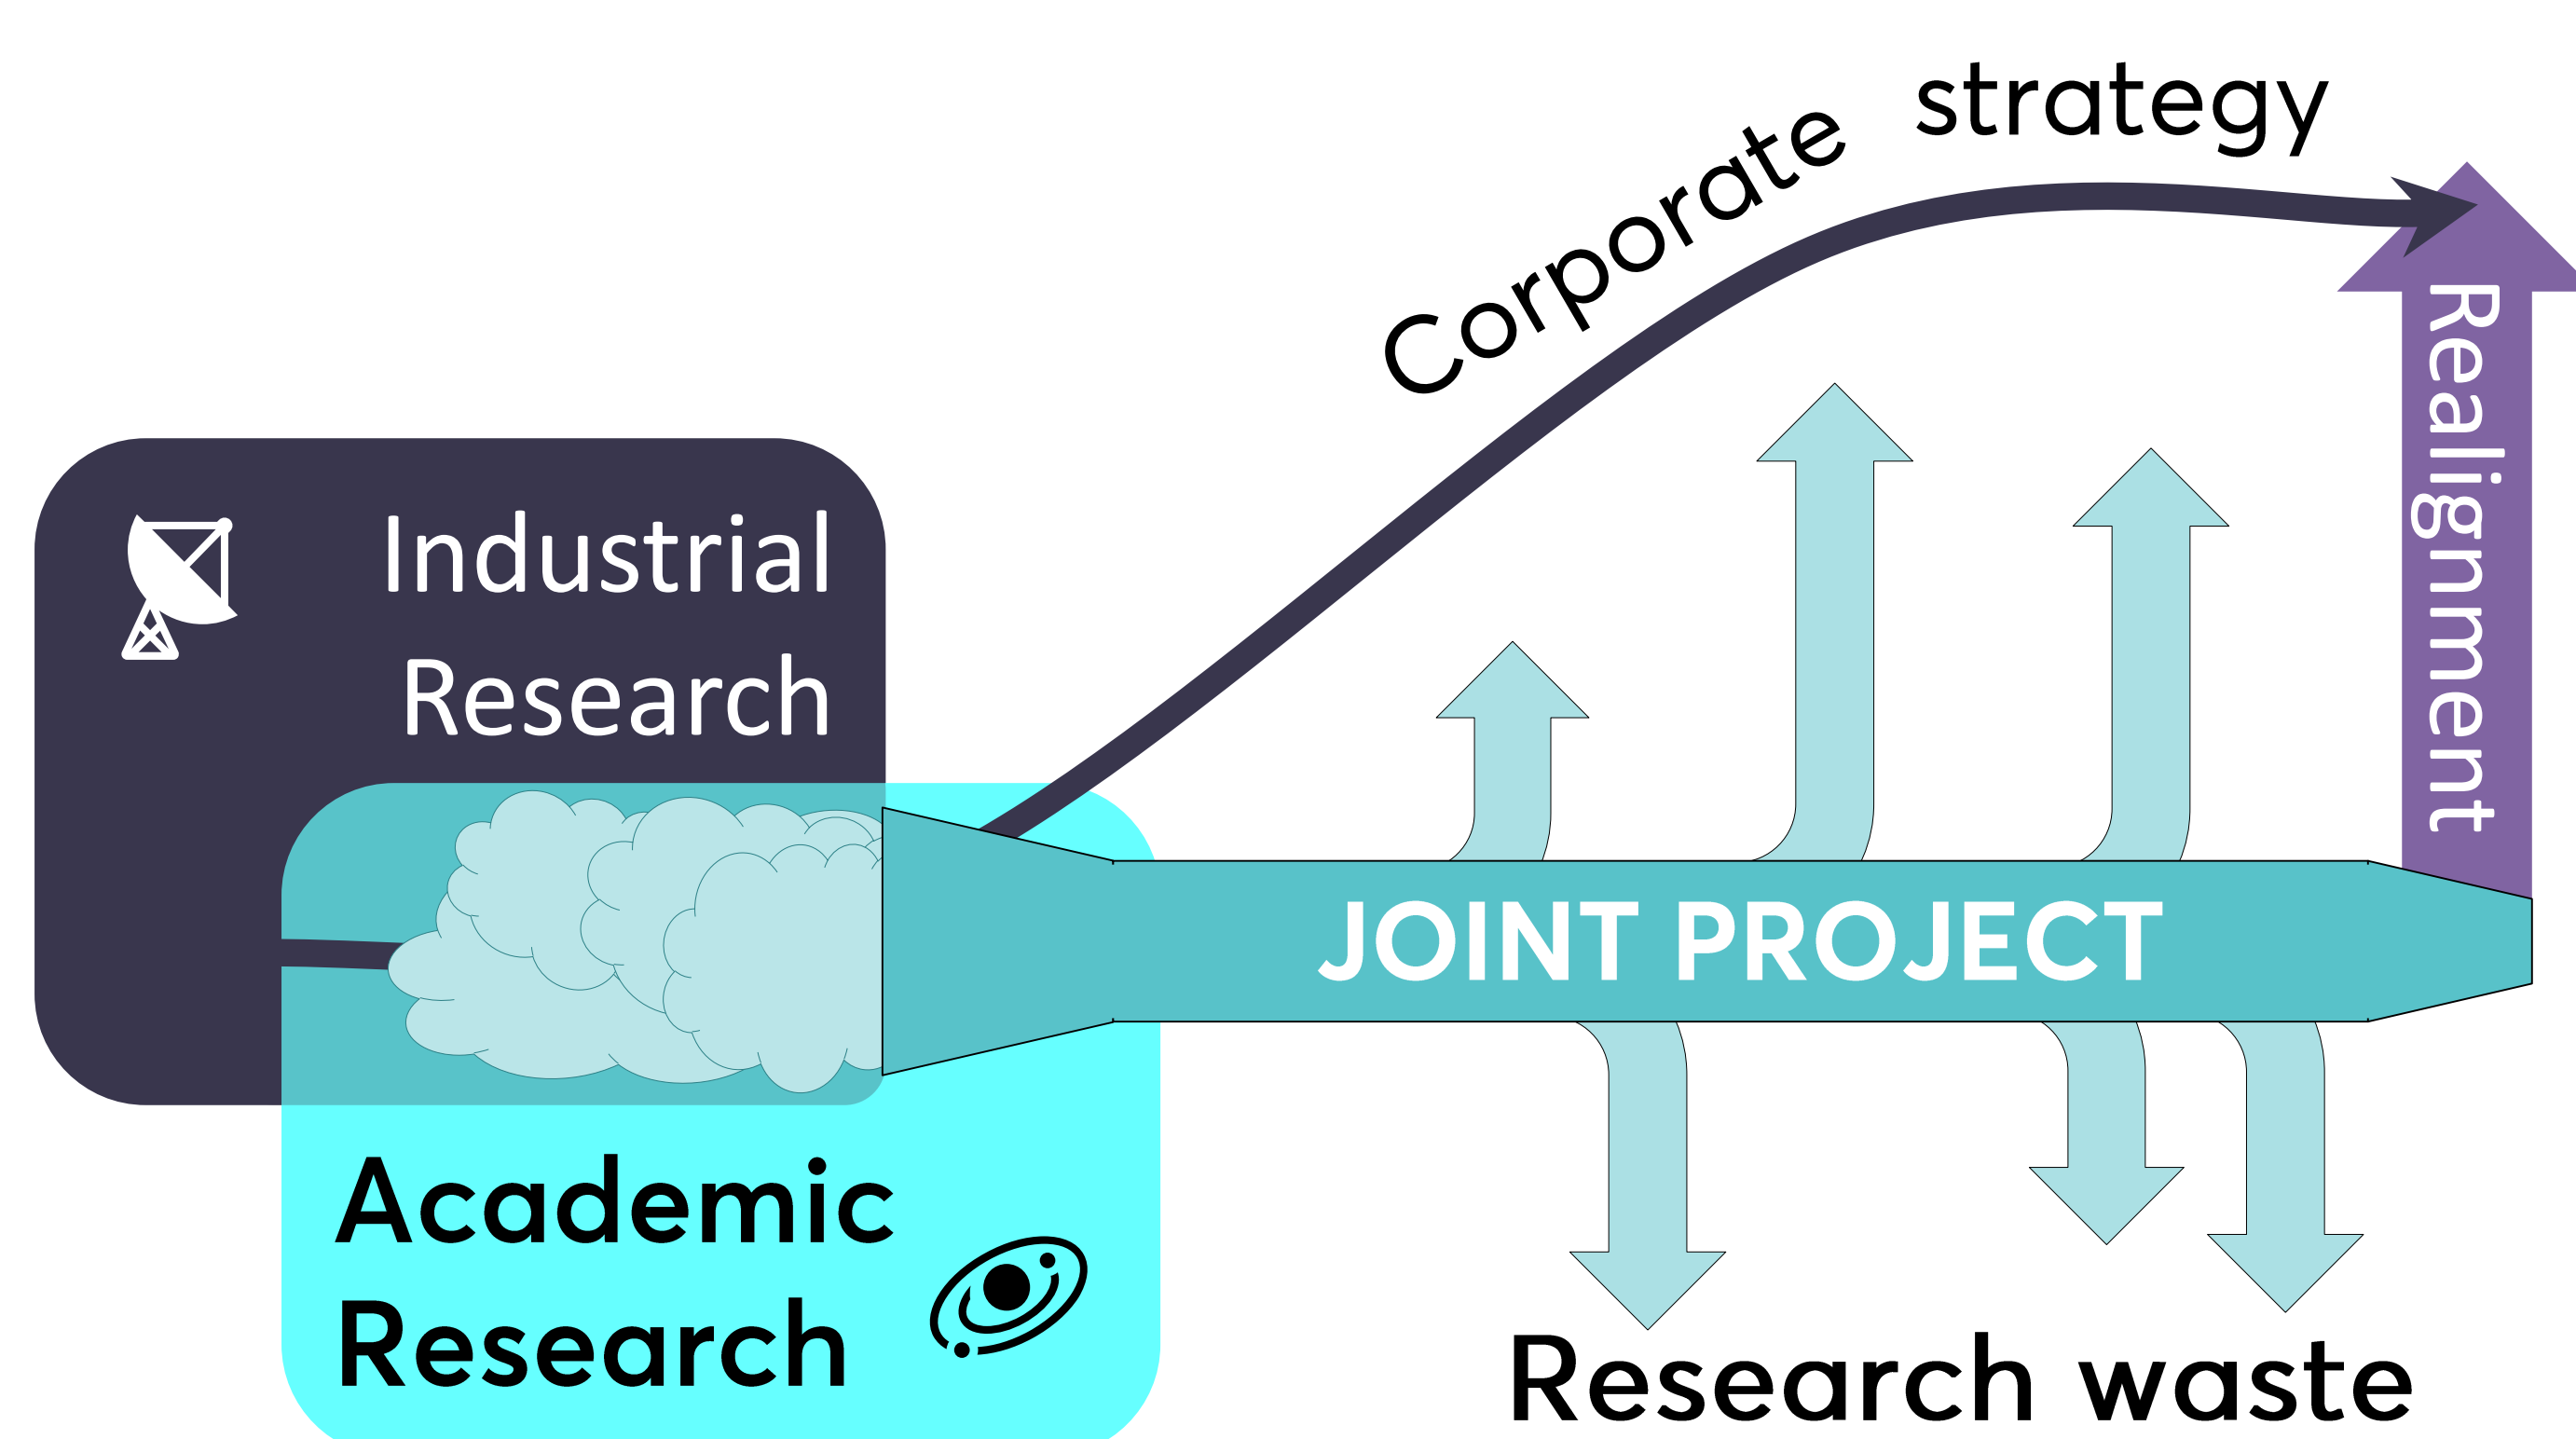 Corporate strategy
Realignment
Industrial
Research
JOINT PROJECT
Academic
Research
Research waste